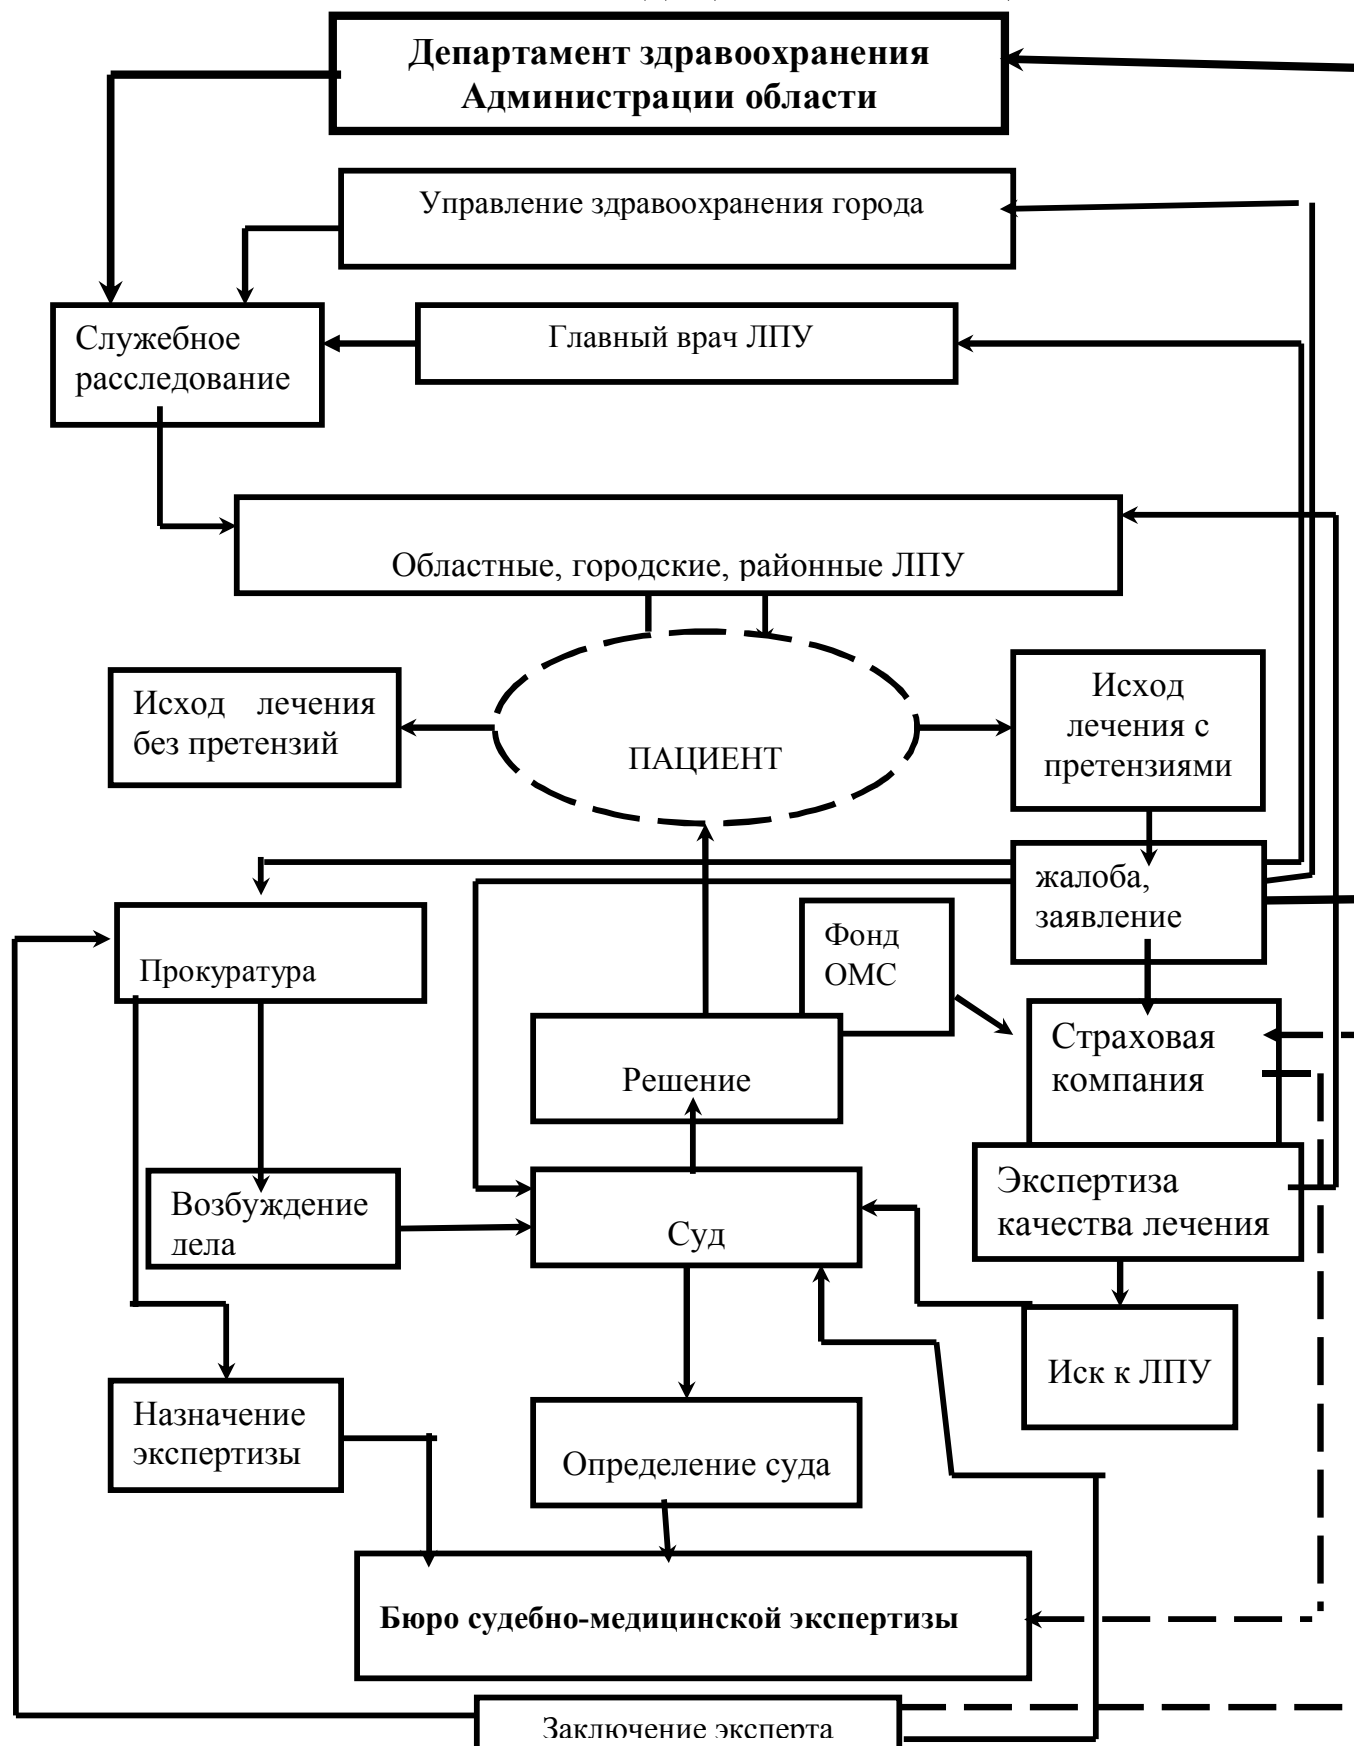 Департамент здравоохранения
Администрации области
Управление здравоохранения города
Служебное
расследование
Главный врач ЛПУ
Областные, городские, районные ЛПУ
Исход лечения
без претензий
ПАЦИЕНТ
Исход
лечения с
претензиями
жалоба,
заявление
Фонд
ОМС
Прокуратура
Страховая
компания
Решение
Экспертиза
качества лечения
Возбуждение
дела
Суд
Иск к ЛПУ
Назначение
экспертизы
Определение суда
Бюро судебно-медицинской экспертизы
Заключение эксперта